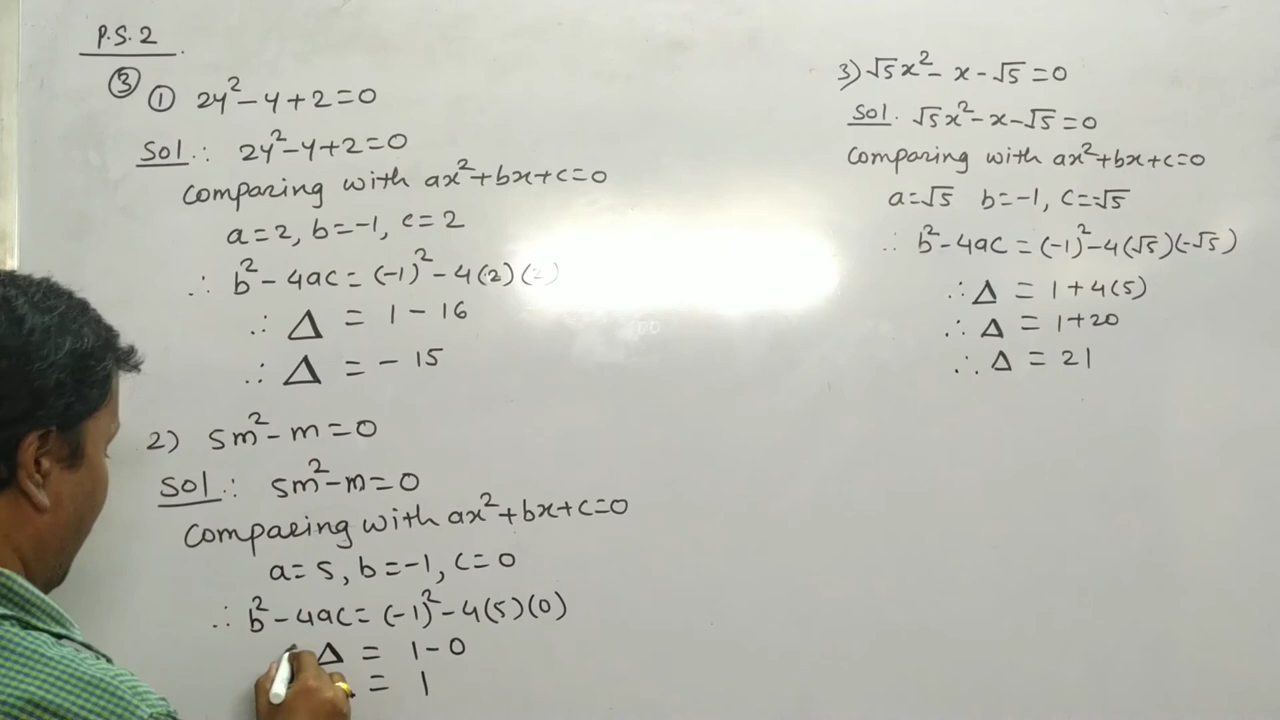 P.S.2
③ ① 2y²-y+2=0
Sol.: 2y²-y+2=0
Comparing with ax²+bx+c=0
a=2, b=-1, c=2
∴ b²-4ac=(-1)²-4(2)(2)
∴ Δ = 1-16
∴ Δ = -15
2) 5m²-m=0
Sol.: 5m²-m=0
Comparing with ax²+bx+c=0
a=5, b=-1, c=0
∴ b²-4ac=(-1)²-4(5)(0)
Δ = 1-0
= 1
3) √5x²-x-√5=0
Sol. √5x²-x-√5=0
Comparing with ax²+bx+c=0
a=√5 b=-1, c=-√5
∴ b²-4ac=(-1)²-4(√5)(-√5)
∴ Δ = 1+4(5)
∴ Δ = 1+20
∴ Δ = 21